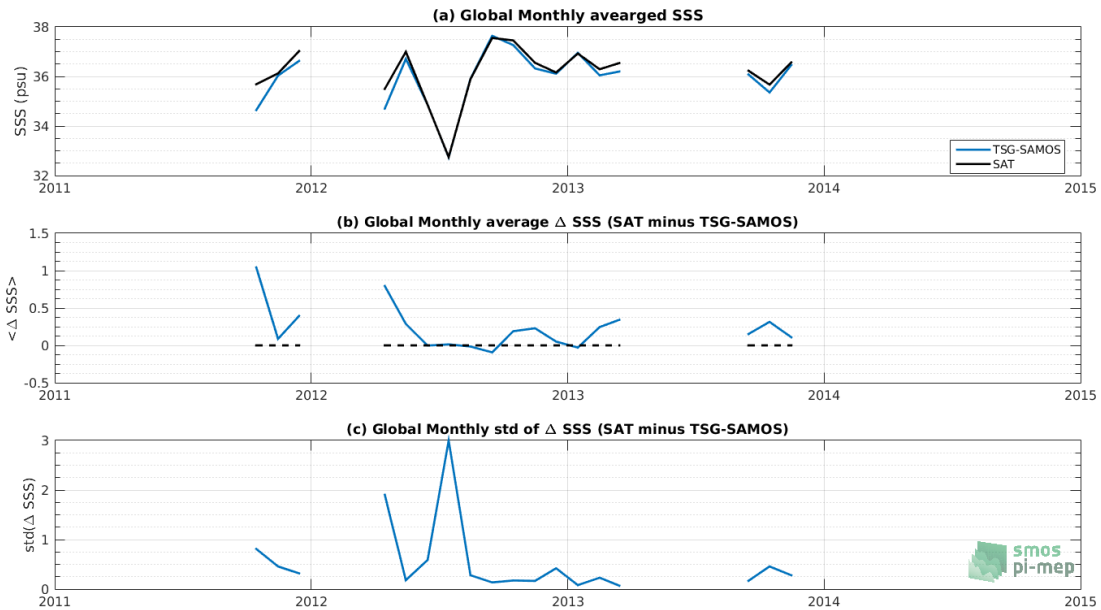 (a) Global Monthly avearged SSS
38
36
34
32
SSS (psu)
TSG-SAMOS
SAT
2011 2012 2013 2014 2015
(b) Global Monthly average Δ SSS (SAT minus TSG-SAMOS)
1.5
1
0.5
0
-0.5
<Δ SSS>
2011 2012 2013 2014 2015
(c) Global Monthly std of Δ SSS (SAT minus TSG-SAMOS)
3
2
1
0
std(Δ SSS)
smos
pi-mep
2011 2012 2013 2014 2015